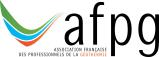 afpg
ASSOCIATION FRANÇAISE
DES PROFESSIONNELS DE LA GÉOTHERMIE